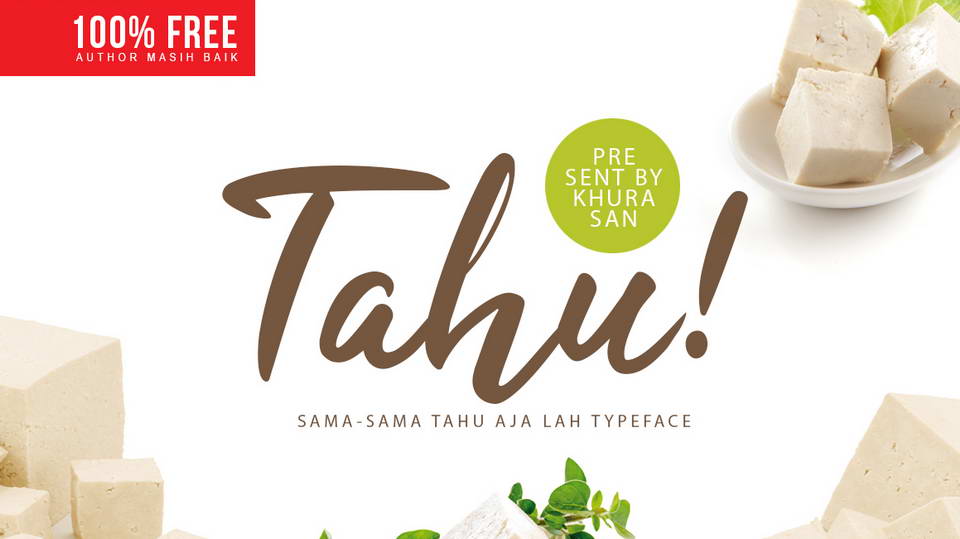 100% FREE
AUTHOR MASIH BAIK
PRE
SENT BY
KHURA
SAN
Tahu!
SAMA-SAMA TAHU AJA LAH TYPEFACE